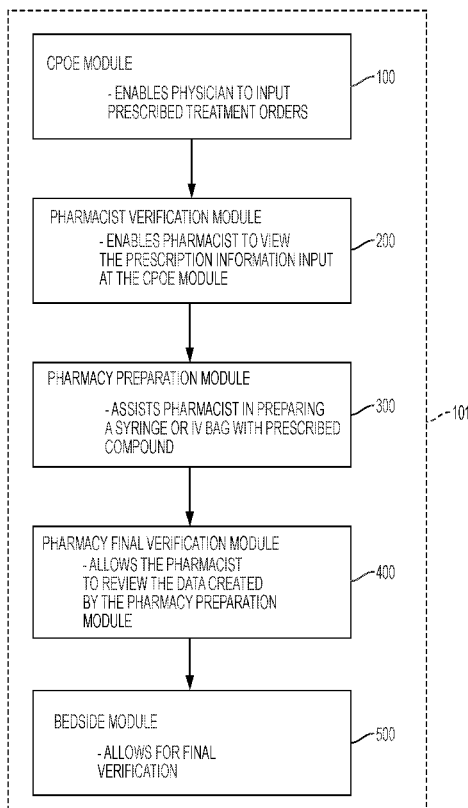 CPOE MODULE
- ENABLES PHYSICIAN TO INPUT
PRESCRIBED TREATMENT ORDERS
100
PHARMACIST VERIFICATION MODULE
- ENABLES PHARMACIST TO VIEW
THE PRESCRIPTION INFORMATION INPUT
AT THE CPOE MODULE
200
PHARMACY PREPARATION MODULE
- ASSISTS PHARMACIST IN PREPARING
A SYRINGE OR IV BAG WITH PRESCRIBED
COMPOUND
300
101
PHARMACY FINAL VERIFICATION MODULE
- ALLOWS THE PHARMACIST
TO REVIEW THE DATA CREATED
BY THE PHARMACY PREPARATION
MODULE
400
BEDSIDE MODULE
- ALLOWS FOR FINAL
VERIFICATION
500